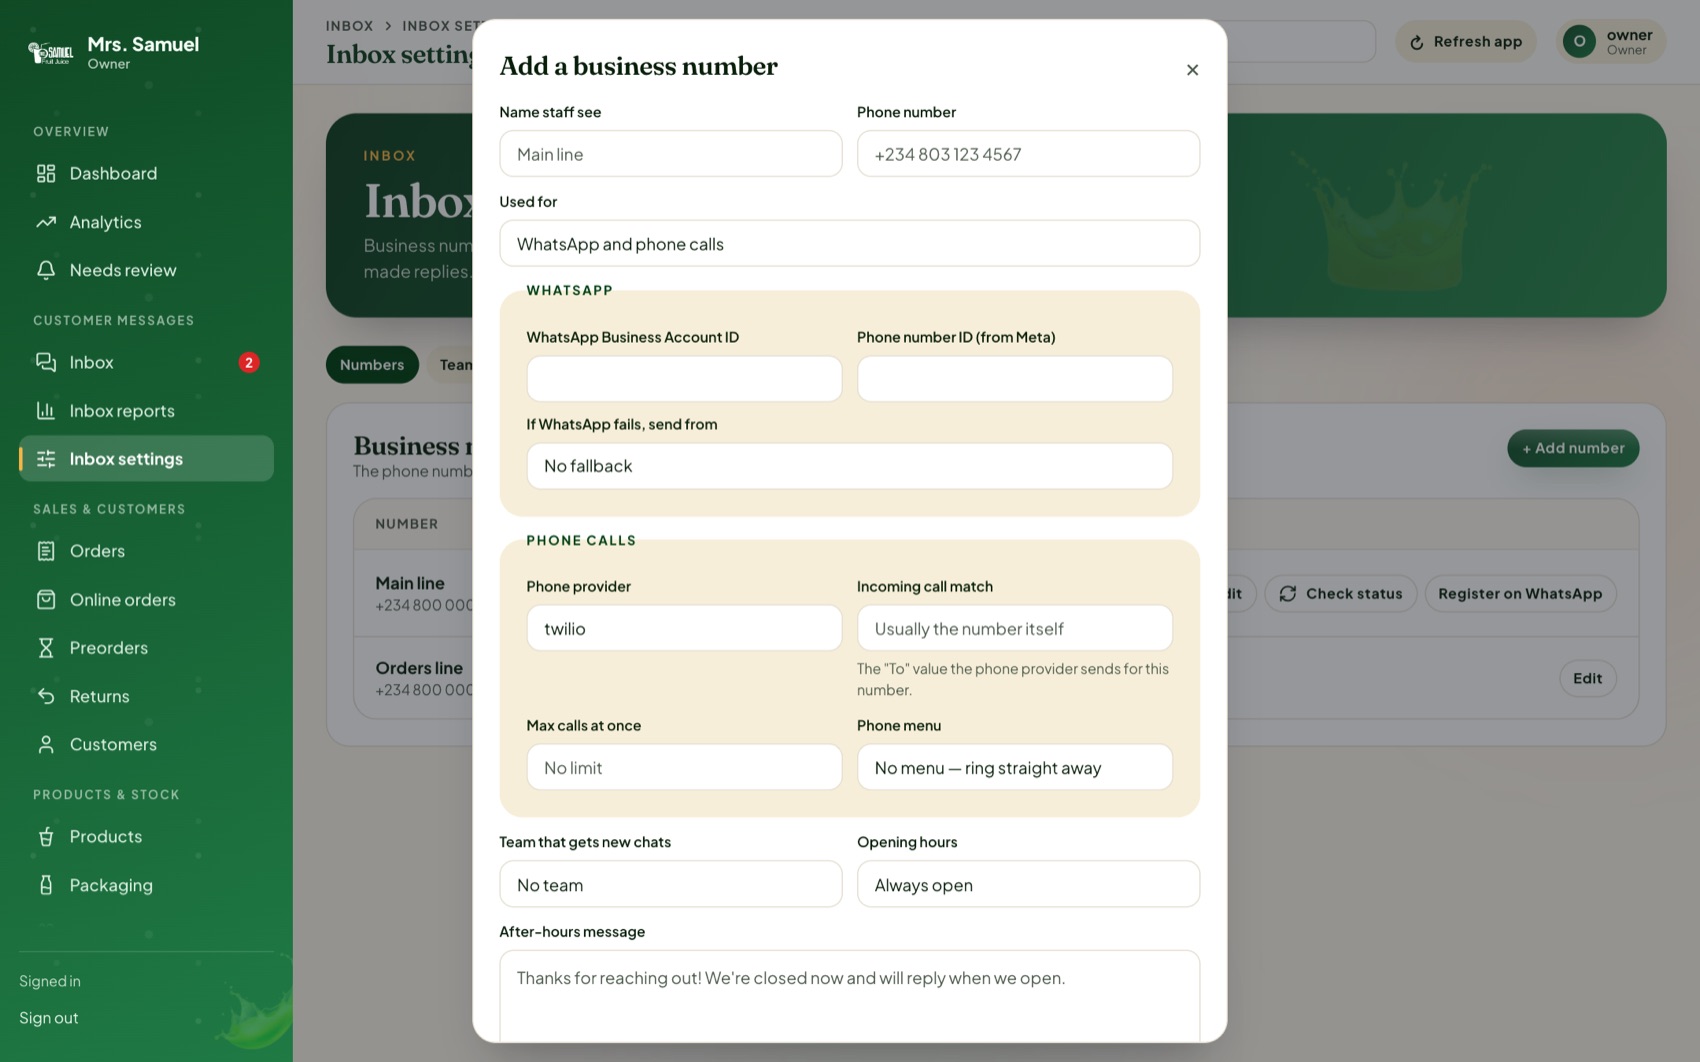 SAMUEL
Fruit Juice
Mrs. Samuel
Owner
OVERVIEW
Dashboard
Analytics
Needs review
CUSTOMER MESSAGES
Inbox
2
Inbox reports
Inbox settings
SALES & CUSTOMERS
Orders
Online orders
Preorders
Returns
Customers
PRODUCTS & STOCK
Products
Packaging
Signed in
Sign out
INBOX > INBOX SET
Inbox setting
Refresh app
O
owner
Owner
INBOX
Inbox
Business num
made replies.
Numbers
Tean
Business n
The phone numb
+ Add number
NUMBER
Main line
+234 800 000
dit
Check status
Register on WhatsApp
Orders line
+234 800 000
Edit
Add a business number
×
Name staff see
Phone number
Main line
+234 803 123 4567
Used for
WhatsApp and phone calls
WHATSAPP
WhatsApp Business Account ID
Phone number ID (from Meta)
If WhatsApp fails, send from
No fallback
PHONE CALLS
Phone provider
Incoming call match
twilio
Usually the number itself
The "To" value the phone provider sends for this
number.
Max calls at once
Phone menu
No limit
No menu — ring straight away
Team that gets new chats
Opening hours
No team
Always open
After-hours message
Thanks for reaching out! We're closed now and will reply when we open.